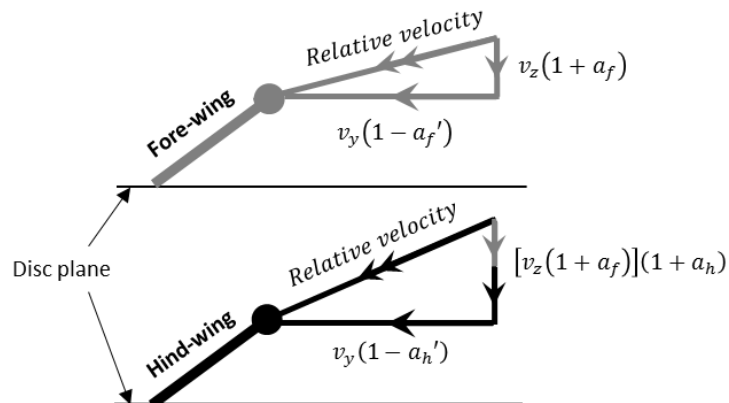 Relative velocity
v_z(1 + a_f)
Fore-wing
v_y(1 − a_f′)
Disc plane
Relative velocity
[v_z(1 + a_f)](1 + a_h)
Hind-wing
v_y(1 − a_h′)